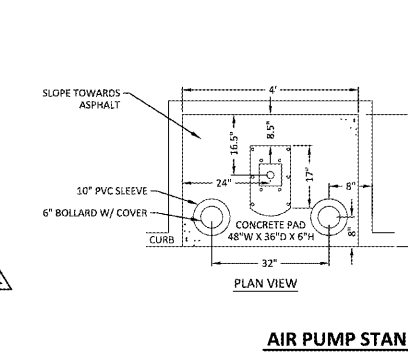 4'
SLOPE TOWARDS
ASPHALT
16.5"
8.5"
17"
24"
8"
10" PVC SLEEVE
6" BOLLARD W/ COVER
CONCRETE PAD
48"W X 36"D X 6"H
8"
CURB
32"
PLAN VIEW
AIR PUMP STAN